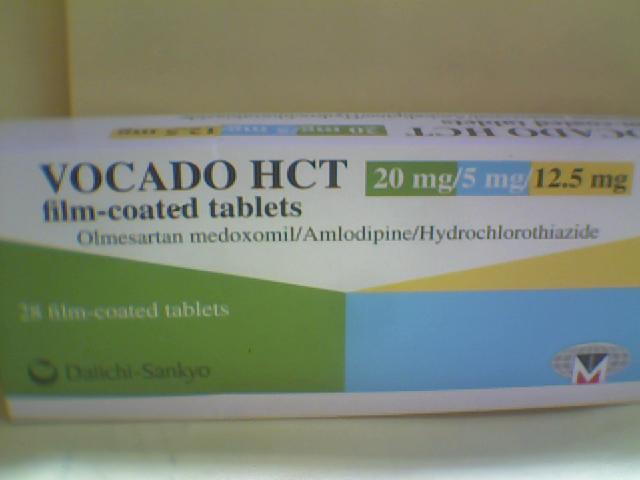 VOCADO HCT 20 mg/5 mg/12.5 mg
film-coated tablets
Olmesartan medoxomil/Amlodipine/Hydrochlorothiazide
28 film-coated tablets
Daiichi-Sankyo
M